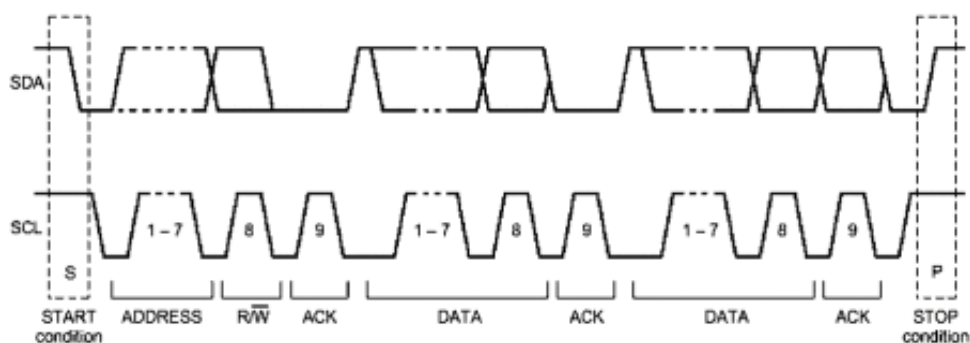 SDA
SCL
1 – 7 8 9 1 – 7 8 9 1 – 7 8 9
S P
START condition ADDRESS R/W̅ ACK DATA ACK DATA ACK STOP condition